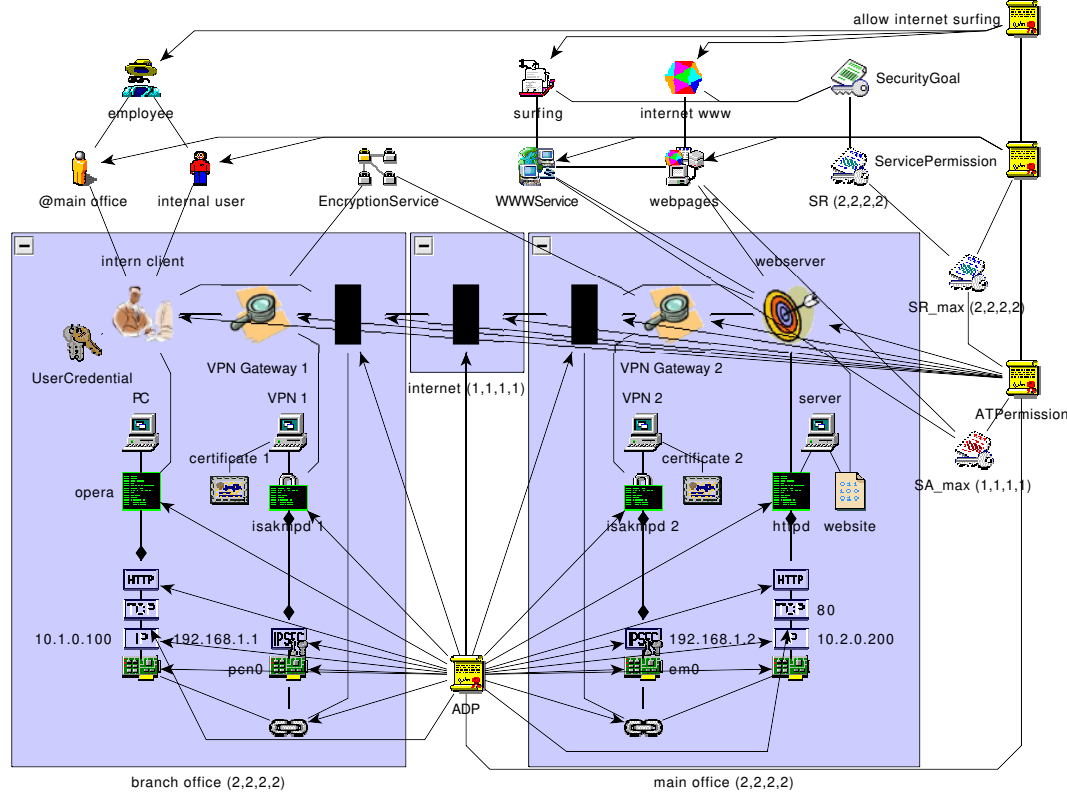 allow internet surfing
SecurityGoal
employee
surfing
internet www
ServicePermission
@main office
internal user
EncryptionService
WWWService
webpages
SR (2,2,2,2)
intern client
webserver
SR_max (2,2,2,2)
UserCredential
VPN Gateway 1
VPN Gateway 2
internet (1,1,1,1)
PC
VPN 1
VPN 2
server
ATPermission
certificate 1
certificate 2
opera
SA_max (1,1,1,1)
isakmpd 1
isakmpd 2
httpd
website
HTTP
HTTP
80
10.1.0.100
IP
192.168.1.1
IPSEC
IPSEC
192.168.1.2
10.2.0.200
pcn0
em0
ADP
branch office (2,2,2,2)
main office (2,2,2,2)